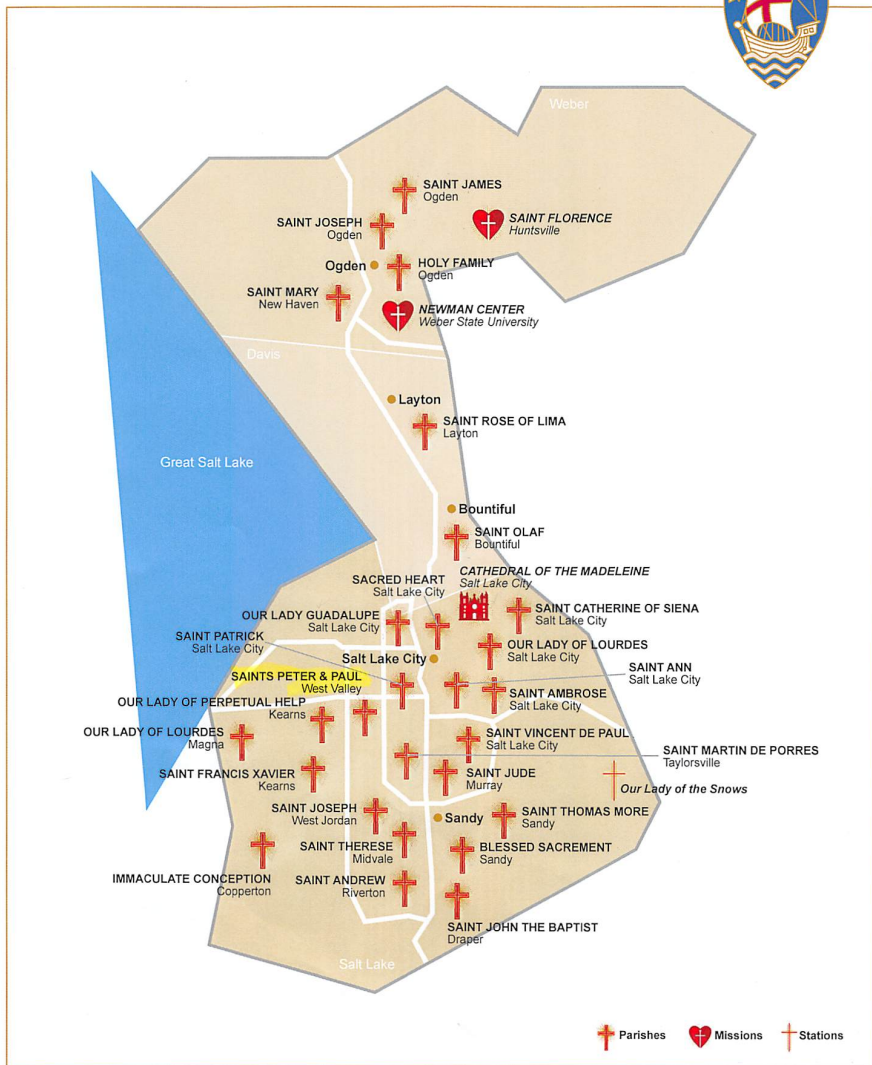 Weber
SAINT JAMES
Ogden
SAINT FLORENCE
Huntsville
SAINT JOSEPH
Ogden
Ogden
HOLY FAMILY
Ogden
SAINT MARY
New Haven
NEWMAN CENTER
Weber State University
Davis
Layton
SAINT ROSE OF LIMA
Layton
Great Salt Lake
Bountiful
SAINT OLAF
Bountiful
CATHEDRAL OF THE MADELEINE
Salt Lake City
SACRED HEART
Salt Lake City
OUR LADY GUADALUPE
Salt Lake City
SAINT CATHERINE OF SIENA
Salt Lake City
SAINT PATRICK
Salt Lake City
OUR LADY OF LOURDES
Salt Lake City
Salt Lake City
SAINT ANN
Salt Lake City
SAINTS PETER & PAUL
West Valley
SAINT AMBROSE
Salt Lake City
OUR LADY OF PERPETUAL HELP
Kearns
OUR LADY OF LOURDES
Magna
SAINT VINCENT DE PAUL
Salt Lake City
SAINT MARTIN DE PORRES
Taylorsville
SAINT FRANCIS XAVIER
Kearns
SAINT JUDE
Murray
Our Lady of the Snows
SAINT JOSEPH
West Jordan
Sandy
SAINT THOMAS MORE
Sandy
SAINT THERESE
Midvale
BLESSED SACREMENT
Sandy
IMMACULATE CONCEPTION
Copperton
SAINT ANDREW
Riverton
SAINT JOHN THE BAPTIST
Draper
Salt Lake
Parishes
Missions
Stations